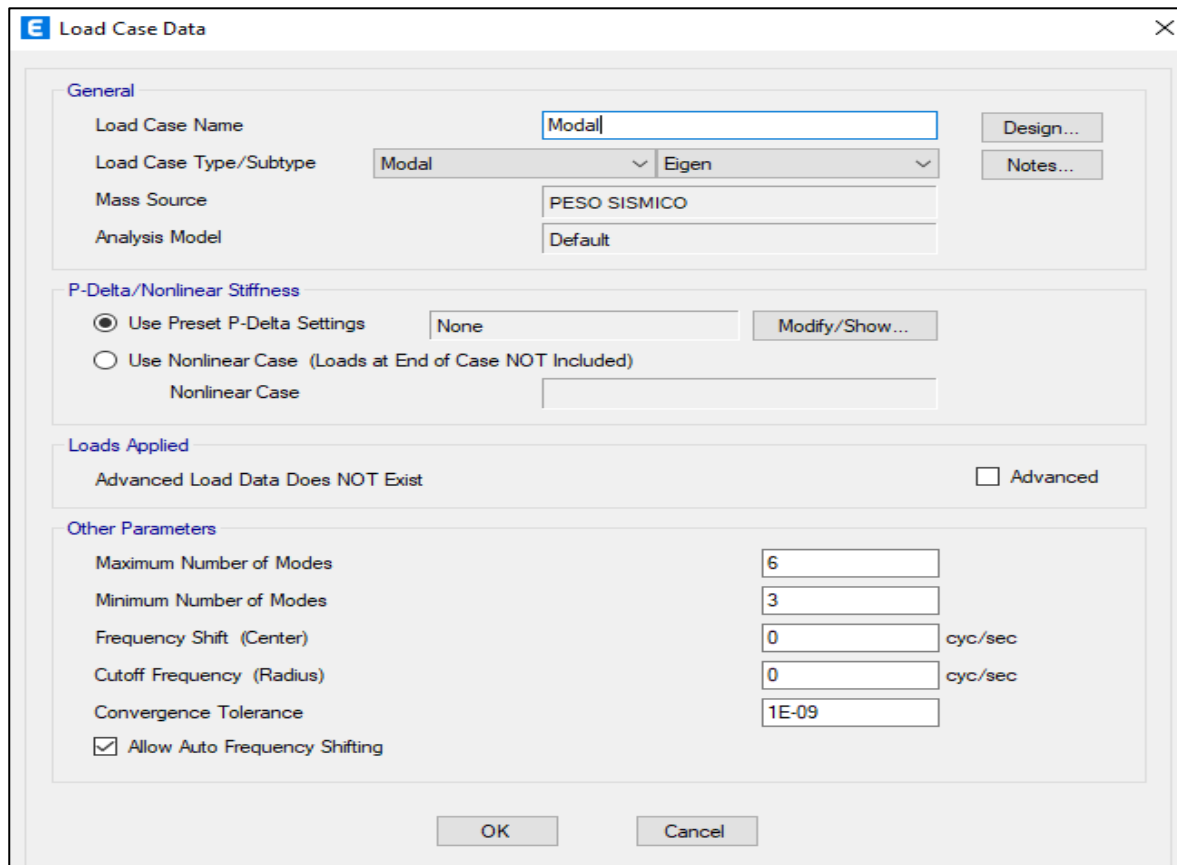 E Load Case Data
General
Load Case Name Modal Design...
Load Case Type/Subtype Modal Eigen Notes...
Mass Source PESO SISMICO
Analysis Model Default
P-Delta/Nonlinear Stiffness
Use Preset P-Delta Settings None Modify/Show...
Use Nonlinear Case (Loads at End of Case NOT Included)
Nonlinear Case
Loads Applied
Advanced Load Data Does NOT Exist Advanced
Other Parameters
Maximum Number of Modes 6
Minimum Number of Modes 3
Frequency Shift (Center) 0 cyc/sec
Cutoff Frequency (Radius) 0 cyc/sec
Convergence Tolerance 1E-09
Allow Auto Frequency Shifting
OK Cancel